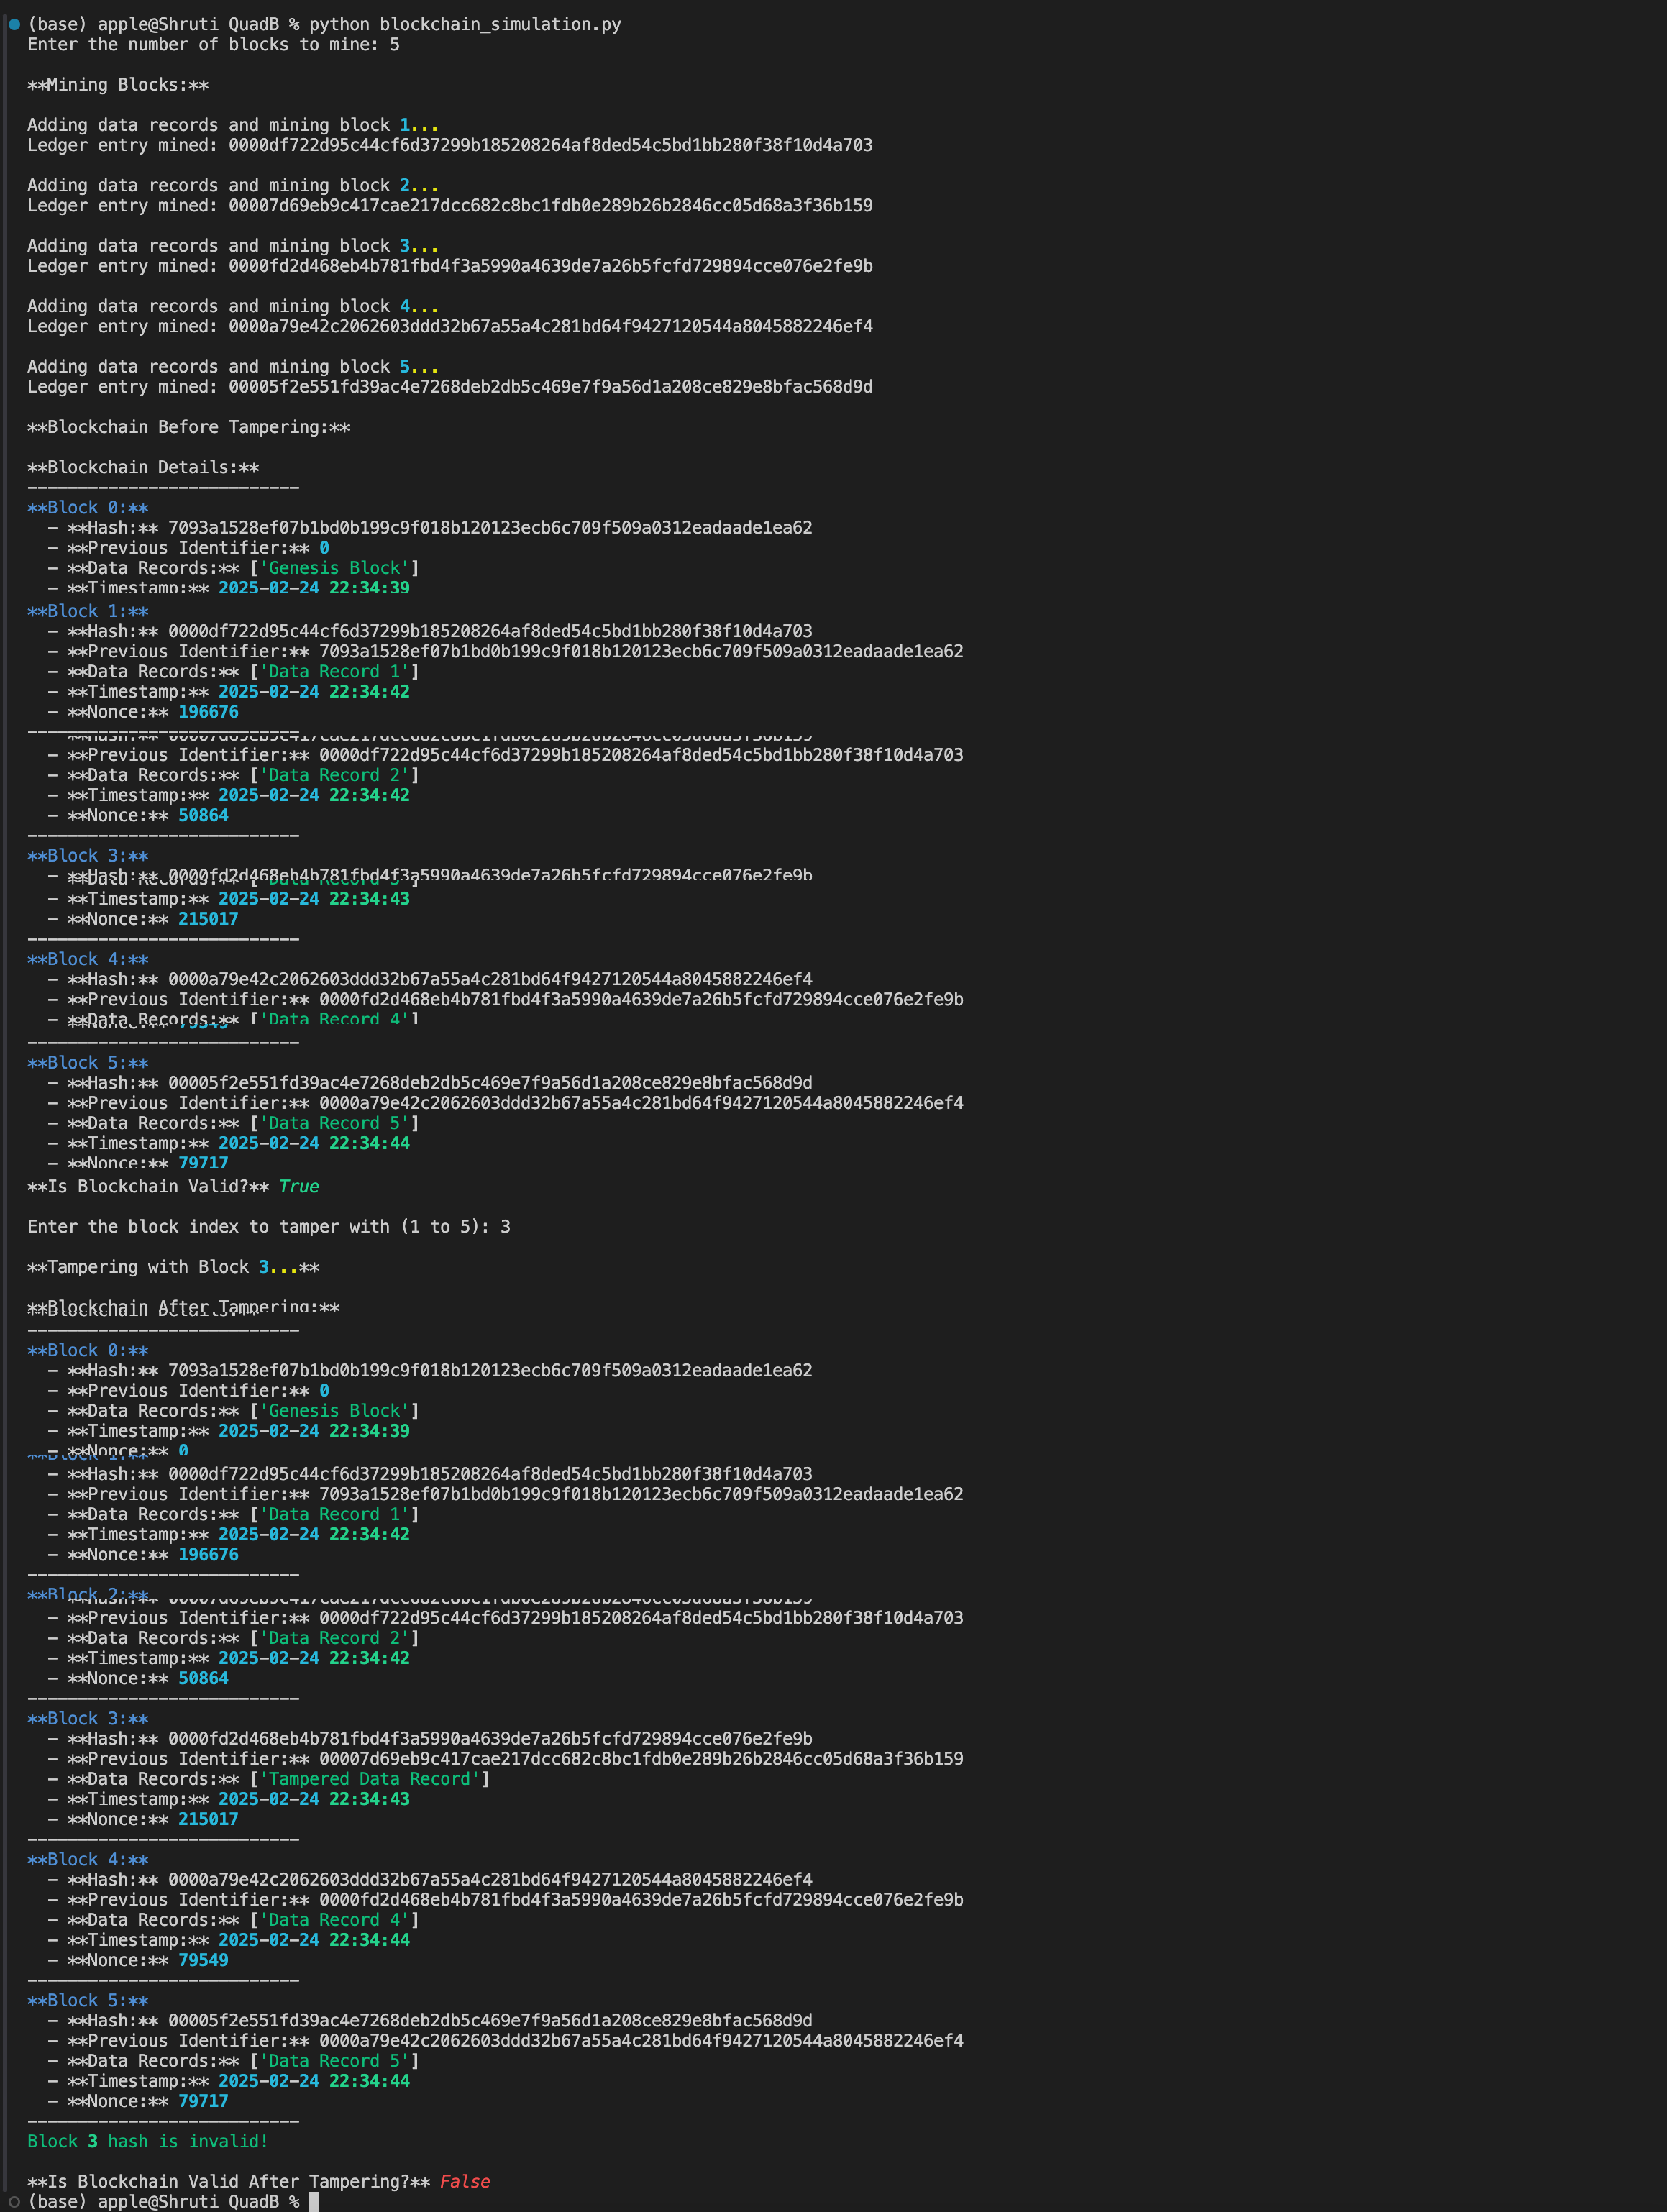 (base) apple@Shruti QuadB % python blockchain_simulation.py
Enter the number of blocks to mine: 5
**Mining Blocks:**
Adding data records and mining block 1...
Ledger entry mined: 0000df722d95c44cf6d37299b185208264af8ded54c5bd1bb280f38f10d4a703
Adding data records and mining block 2...
Ledger entry mined: 00007d69eb9c417cae217dcc682c8bc1fdb0e289b26b2846cc05d68a3f36b159
Adding data records and mining block 3...
Ledger entry mined: 0000fd2d468eb4b781fbd4f3a5990a4639de7a26b5fcfd729894cce076e2fe9b
Adding data records and mining block 4...
Ledger entry mined: 0000a79e42c2062603ddd32b67a55a4c281bd64f9427120544a8045882246ef4
Adding data records and mining block 5...
Ledger entry mined: 00005f2e551fd39ac4e7268deb2db5c469e7f9a56d1a208ce829e8bfac568d9d
**Blockchain Before Tampering:**
**Blockchain Details:**
---------------------------
**Block 0:**
- **Hash:** 7093a1528ef07b1bd0b199c9f018b120123ecb6c709f509a0312eadaade1ea62
- **Previous Identifier:** 0
- **Data Records:** ['Genesis Block']
- **Timestamp:** 2025-02-24 22:34:39
**Block 1:**
- **Hash:** 0000df722d95c44cf6d37299b185208264af8ded54c5bd1bb280f38f10d4a703
- **Previous Identifier:** 7093a1528ef07b1bd0b199c9f018b120123ecb6c709f509a0312eadaade1ea62
- **Data Records:** ['Data Record 1']
- **Timestamp:** 2025-02-24 22:34:42
- **Nonce:** 196676
---------------------------
- **Previous Identifier:** 0000df722d95c44cf6d37299b185208264af8ded54c5bd1bb280f38f10d4a703
- **Data Records:** ['Data Record 2']
- **Timestamp:** 2025-02-24 22:34:42
- **Nonce:** 50864
---------------------------
**Block 3:**
- **Hash:** 0000fd2d468eb4b781fbd4f3a5990a4639de7a26b5fcfd729894cce076e2fe9b
- **Timestamp:** 2025-02-24 22:34:43
- **Nonce:** 215017
---------------------------
**Block 4:**
- **Hash:** 0000a79e42c2062603ddd32b67a55a4c281bd64f9427120544a8045882246ef4
- **Previous Identifier:** 0000fd2d468eb4b781fbd4f3a5990a4639de7a26b5fcfd729894cce076e2fe9b
- **Data Records:** ['Data Record 4']
---------------------------
**Block 5:**
- **Hash:** 00005f2e551fd39ac4e7268deb2db5c469e7f9a56d1a208ce829e8bfac568d9d
- **Previous Identifier:** 0000a79e42c2062603ddd32b67a55a4c281bd64f9427120544a8045882246ef4
- **Data Records:** ['Data Record 5']
- **Timestamp:** 2025-02-24 22:34:44
- **Nonce:** 79717
**Is Blockchain Valid?** True
Enter the block index to tamper with (1 to 5): 3
**Tampering with Block 3...**
**Blockchain After Tampering:**
---------------------------
**Block 0:**
- **Hash:** 7093a1528ef07b1bd0b199c9f018b120123ecb6c709f509a0312eadaade1ea62
- **Previous Identifier:** 0
- **Data Records:** ['Genesis Block']
- **Timestamp:** 2025-02-24 22:34:39
- **Nonce:** 0
- **Hash:** 0000df722d95c44cf6d37299b185208264af8ded54c5bd1bb280f38f10d4a703
- **Previous Identifier:** 7093a1528ef07b1bd0b199c9f018b120123ecb6c709f509a0312eadaade1ea62
- **Data Records:** ['Data Record 1']
- **Timestamp:** 2025-02-24 22:34:42
- **Nonce:** 196676
---------------------------
**Block 2:**
- **Previous Identifier:** 0000df722d95c44cf6d37299b185208264af8ded54c5bd1bb280f38f10d4a703
- **Data Records:** ['Data Record 2']
- **Timestamp:** 2025-02-24 22:34:42
- **Nonce:** 50864
---------------------------
**Block 3:**
- **Hash:** 0000fd2d468eb4b781fbd4f3a5990a4639de7a26b5fcfd729894cce076e2fe9b
- **Previous Identifier:** 00007d69eb9c417cae217dcc682c8bc1fdb0e289b26b2846cc05d68a3f36b159
- **Data Records:** ['Tampered Data Record']
- **Timestamp:** 2025-02-24 22:34:43
- **Nonce:** 215017
---------------------------
**Block 4:**
- **Hash:** 0000a79e42c2062603ddd32b67a55a4c281bd64f9427120544a8045882246ef4
- **Previous Identifier:** 0000fd2d468eb4b781fbd4f3a5990a4639de7a26b5fcfd729894cce076e2fe9b
- **Data Records:** ['Data Record 4']
- **Timestamp:** 2025-02-24 22:34:44
- **Nonce:** 79549
---------------------------
**Block 5:**
- **Hash:** 00005f2e551fd39ac4e7268deb2db5c469e7f9a56d1a208ce829e8bfac568d9d
- **Previous Identifier:** 0000a79e42c2062603ddd32b67a55a4c281bd64f9427120544a8045882246ef4
- **Data Records:** ['Data Record 5']
- **Timestamp:** 2025-02-24 22:34:44
- **Nonce:** 79717
---------------------------
Block 3 hash is invalid!
**Is Blockchain Valid After Tampering?** False
(base) apple@Shruti QuadB %